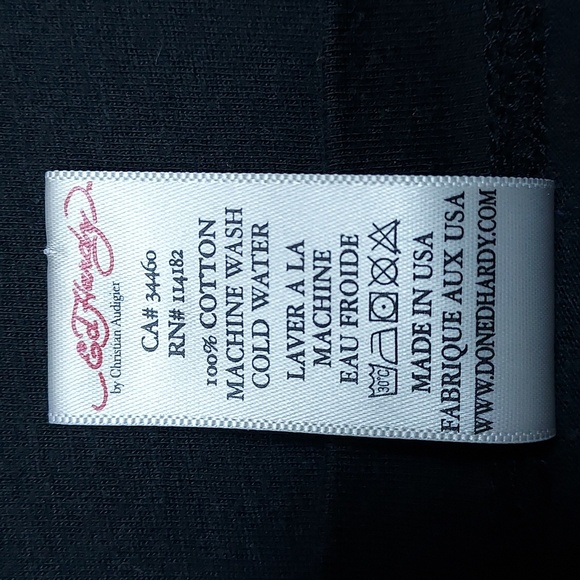 Ed Hardy
by Christian Audigier
CA# 34460
RN# 114182
100% COTTON
MACHINE WASH
COLD WATER
LAVER A LA
MACHINE
EAU FROIDE
30°C
MADE IN USA
FABRIQUE AUX USA
WWW.DONEDHARDY.COM